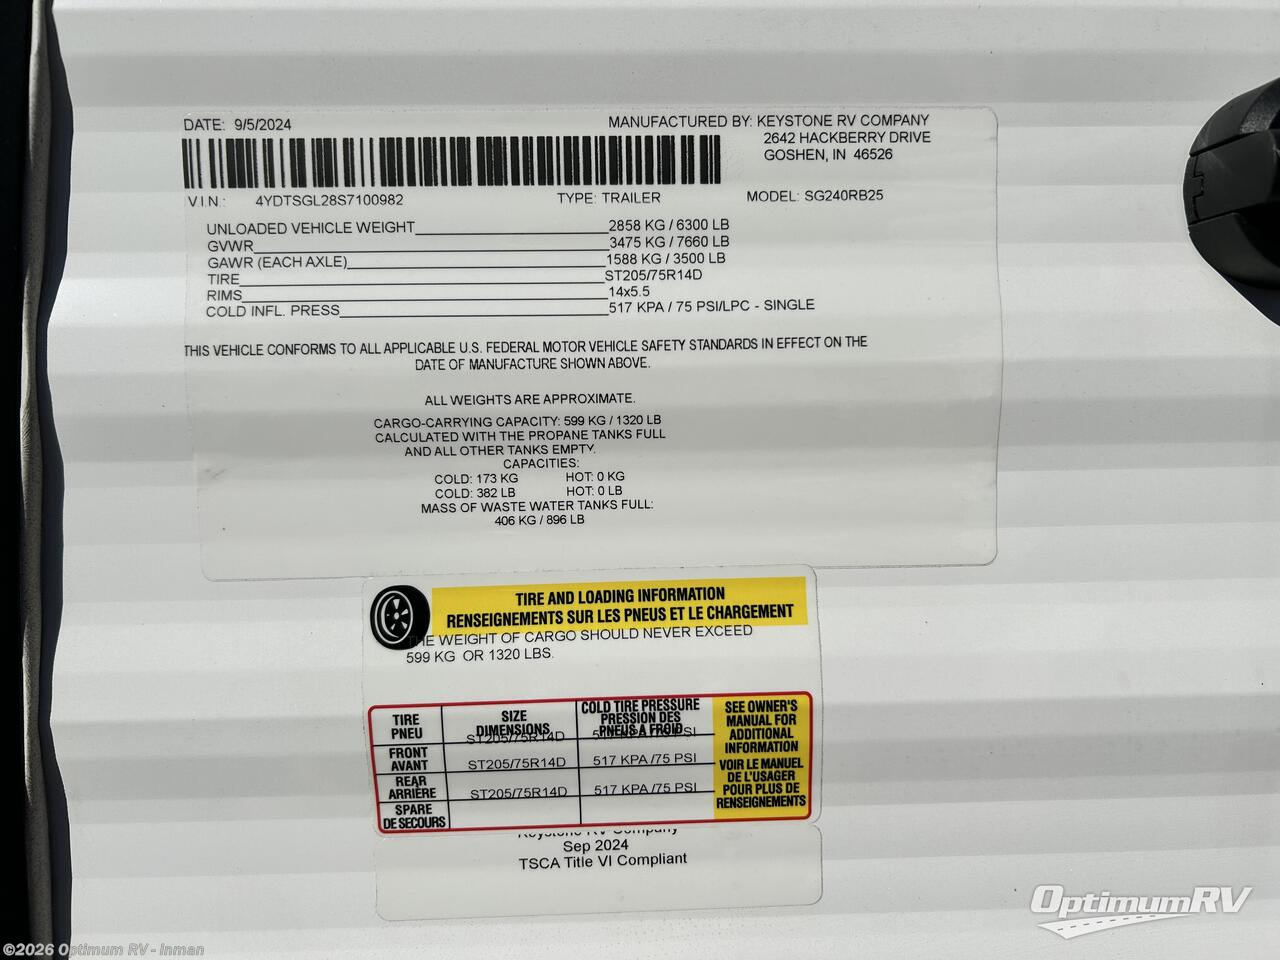 DATE: 9/5/2024
MANUFACTURED BY: KEYSTONE RV COMPANY
2642 HACKBERRY DRIVE
GOSHEN, IN 46526
V I N: 4YDTSGL28S7100982 TYPE: TRAILER MODEL: SG240RB25
UNLOADED VEHICLE WEIGHT 2858 KG / 6300 LB
GVWR 3475 KG / 7660 LB
GAWR (EACH AXLE) 1588 KG / 3500 LB
TIRE ST205/75R14D
RIMS 14x5.5
COLD INFL. PRESS 517 KPA / 75 PSI/LPC - SINGLE
THIS VEHICLE CONFORMS TO ALL APPLICABLE U.S. FEDERAL MOTOR VEHICLE SAFETY STANDARDS IN EFFECT ON THE
DATE OF MANUFACTURE SHOWN ABOVE.
ALL WEIGHTS ARE APPROXIMATE.
CARGO-CARRYING CAPACITY: 599 KG / 1320 LB
CALCULATED WITH THE PROPANE TANKS FULL
AND ALL OTHER TANKS EMPTY.
CAPACITIES:
COLD: 173 KG HOT: 0 KG
COLD: 382 LB HOT: 0 LB
MASS OF WASTE WATER TANKS FULL:
406 KG / 896 LB
TIRE AND LOADING INFORMATION
RENSEIGNEMENTS SUR LES PNEUS ET LE CHARGEMENT
THE WEIGHT OF CARGO SHOULD NEVER EXCEED
599 KG OR 1320 LBS.
TIRE
PNEU
SIZE
DIMENSIONS
COLD TIRE PRESSURE
PRESSION DES
PNEUS A FROID
ST205/75R14D 517 KPA /75 PSI
FRONT
AVANT
ST205/75R14D 517 KPA /75 PSI
REAR
ARRIÈRE
ST205/75R14D 517 KPA /75 PSI
SPARE
DE SECOURS
SEE OWNER'S
MANUAL FOR
ADDITIONAL
INFORMATION
VOIR LE MANUEL
DE L'USAGER
POUR PLUS DE
RENSEIGNEMENTS
Keystone RV Company
Sep 2024
TSCA Title VI Compliant
OptimumRV
©2026 Optimum RV - Inman